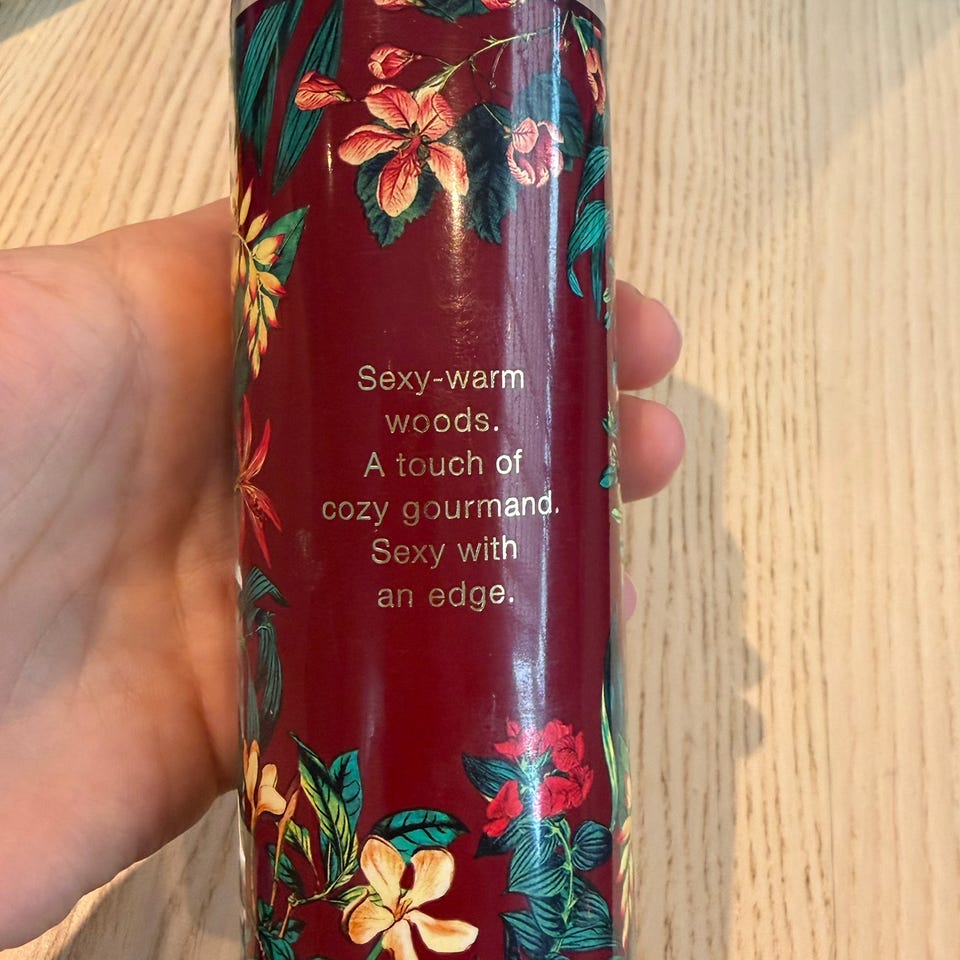 Sexy-warm
woods.
A touch of
cozy gourmand.
Sexy with
an edge.